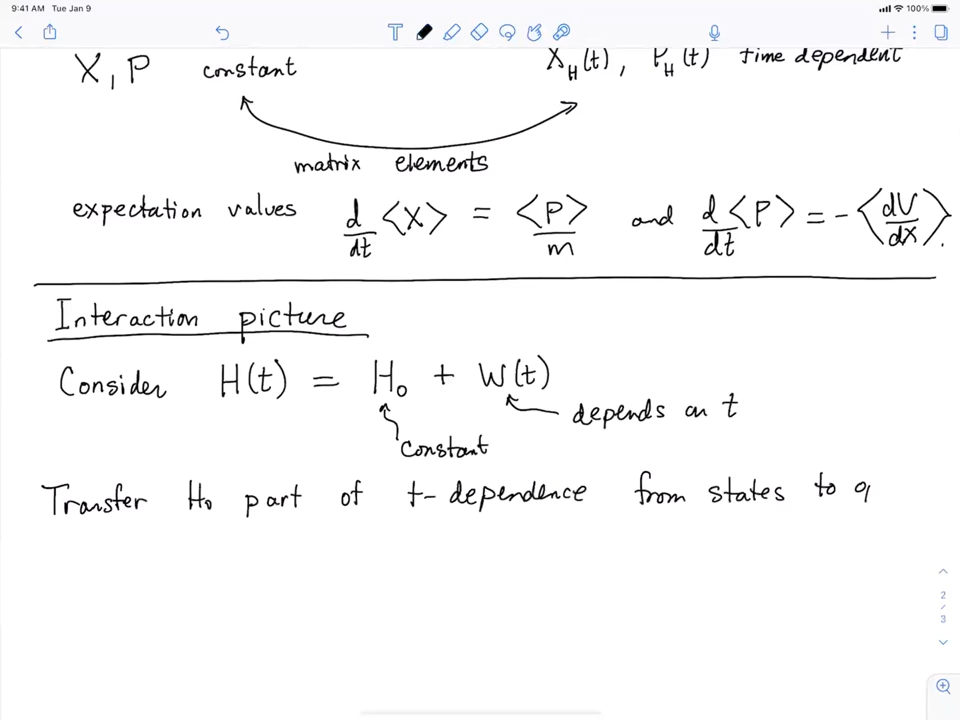 9:41 AM Tue Jan 9 100%
X, P constant X_H(t), P_H(t) time dependent
matrix elements
expectation values d/dt <X> = <P>/m and d/dt <P> = - <dV/dX>.
Interaction picture
Consider H(t) = H₀ + W(t)
depends on t
constant
Transfer H₀ part of t-dependence from states to
2
/
3